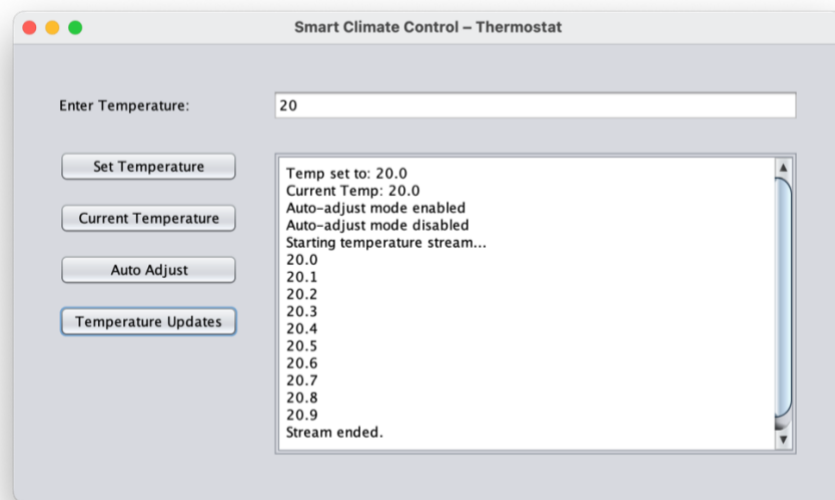 Smart Climate Control – Thermostat
Enter Temperature:
20
Set Temperature
Current Temperature
Auto Adjust
Temperature Updates
Temp set to: 20.0
Current Temp: 20.0
Auto-adjust mode enabled
Auto-adjust mode disabled
Starting temperature stream...
20.0
20.1
20.2
20.3
20.4
20.5
20.6
20.7
20.8
20.9
Stream ended.